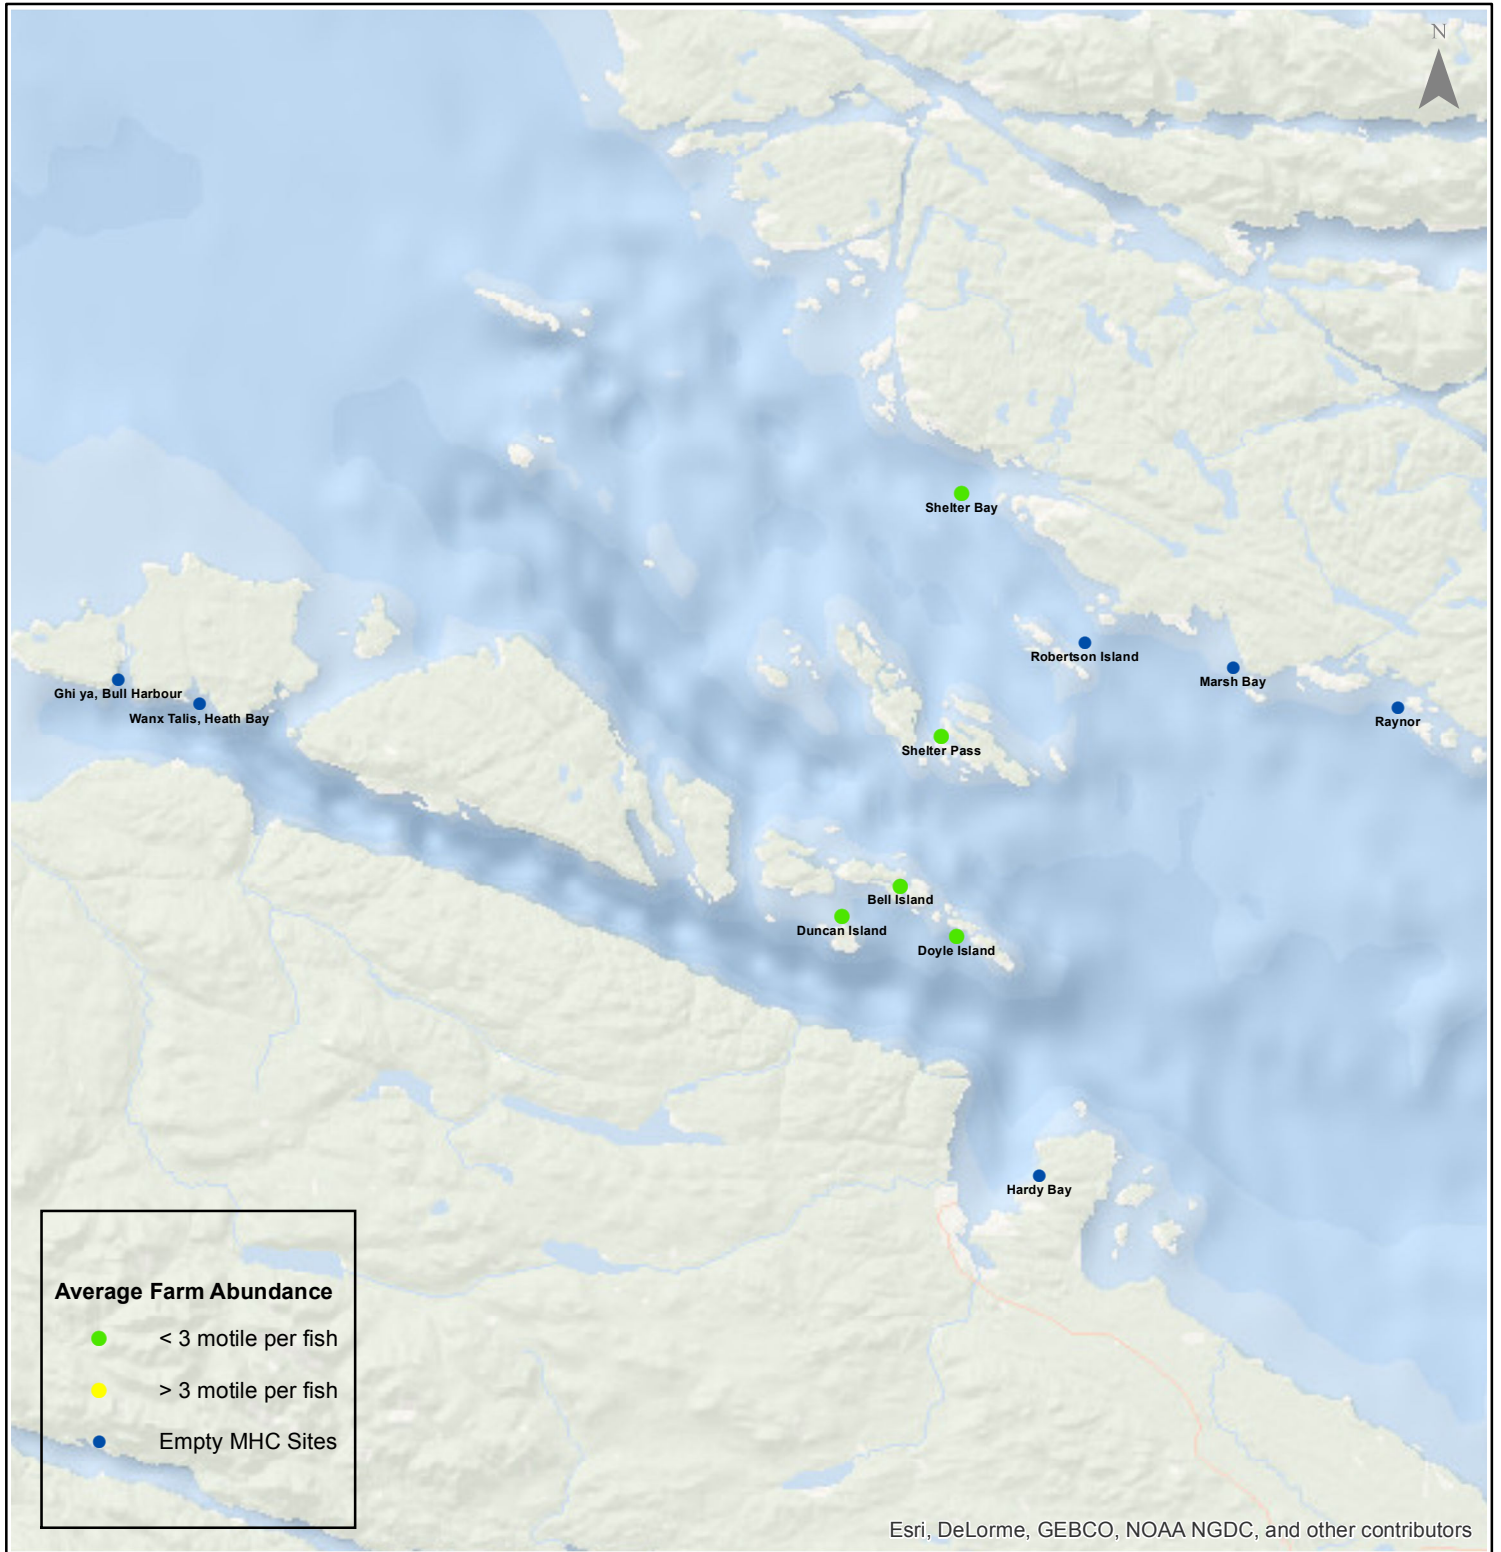 N
Shelter Bay
Robertson Island
Marsh Bay
Ghi ya, Bull Harbour
Wanx Talis, Heath Bay
Raynor
Shelter Pass
Bell Island
Duncan Island
Doyle Island
Hardy Bay
Average Farm Abundance
< 3 motile per fish
> 3 motile per fish
Empty MHC Sites
Esri, DeLorme, GEBCO, NOAA NGDC, and other contributors